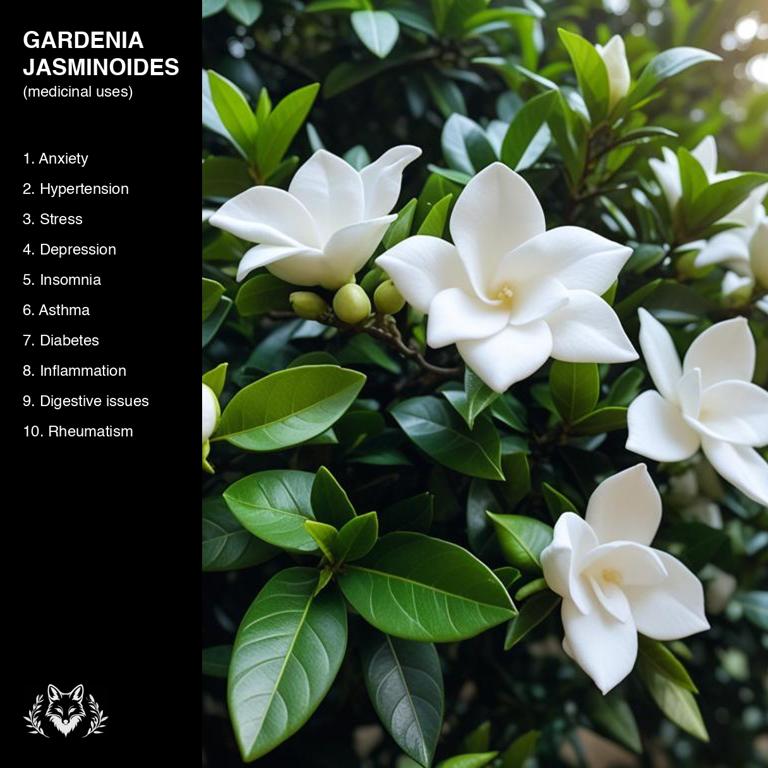 GARDENIA
JASMINOIDES
(medicinal uses)
1. Anxiety
2. Hypertension
3. Stress
4. Depression
5. Insomnia
6. Asthma
7. Diabetes
8. Inflammation
9. Digestive issues
10. Rheumatism